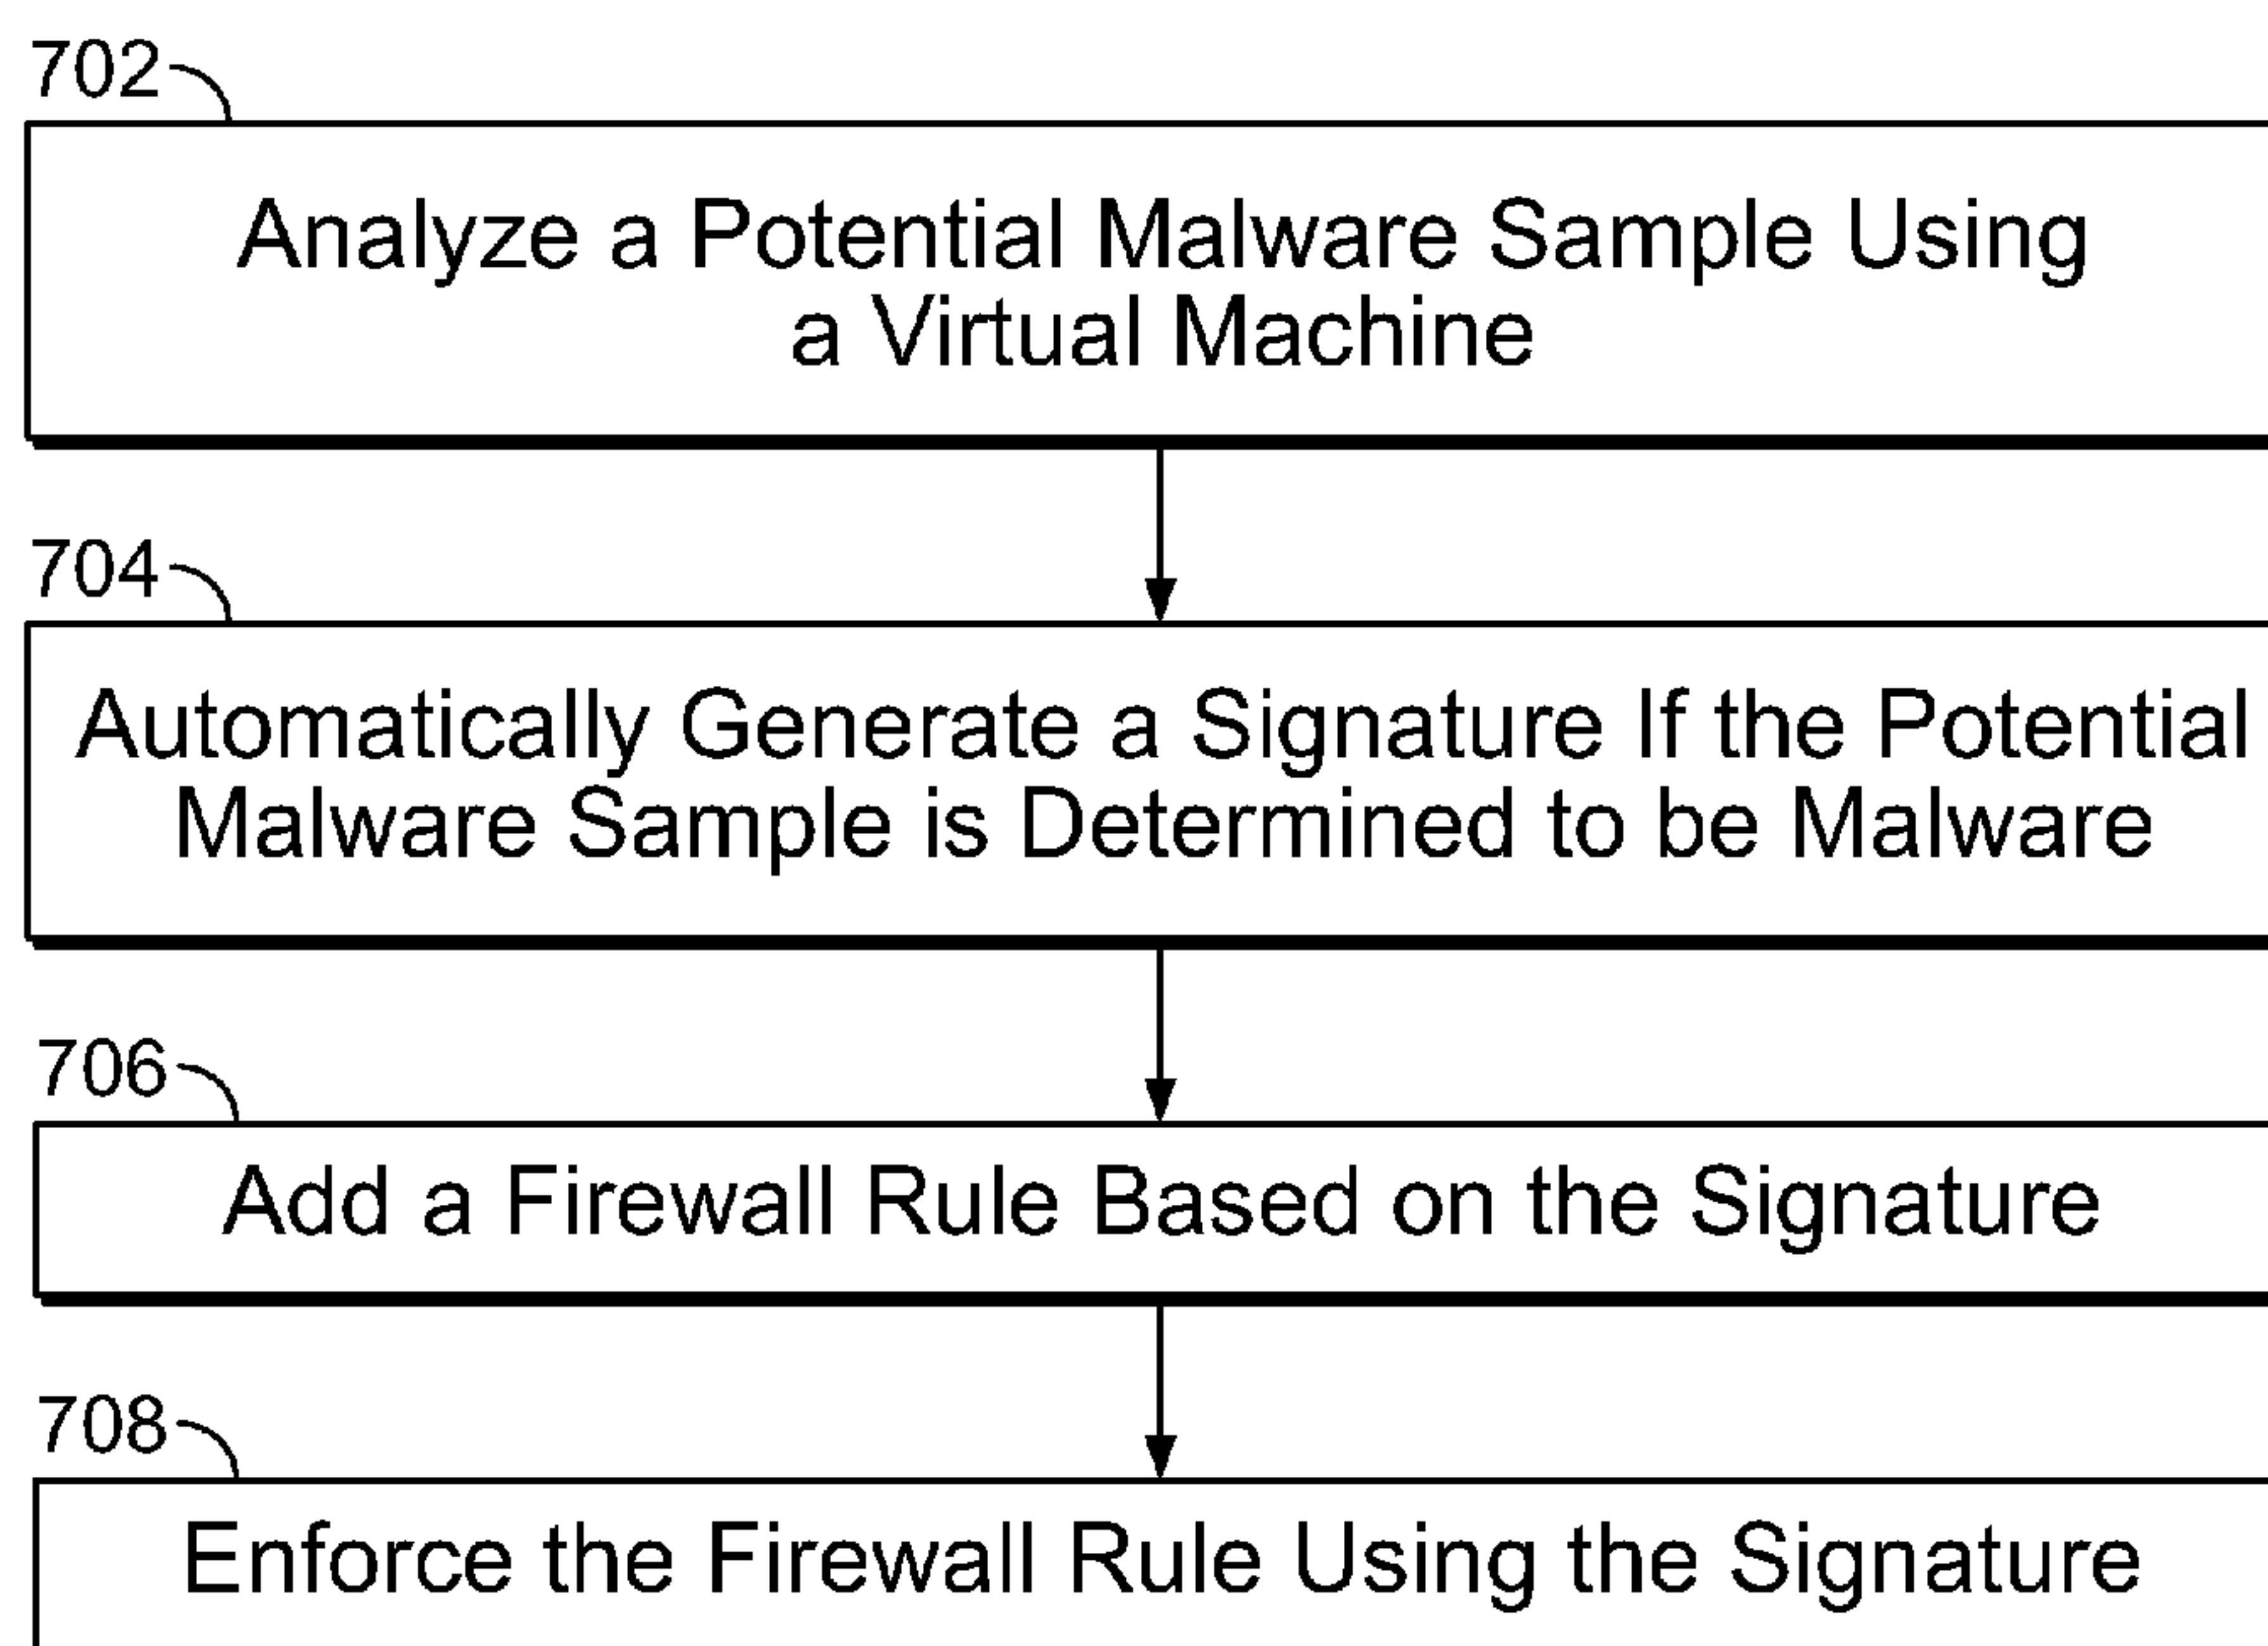 702
Analyze a Potential Malware Sample Using
a Virtual Machine
704
Automatically Generate a Signature If the Potential
Malware Sample is Determined to be Malware
706
Add a Firewall Rule Based on the Signature
708
Enforce the Firewall Rule Using the Signature